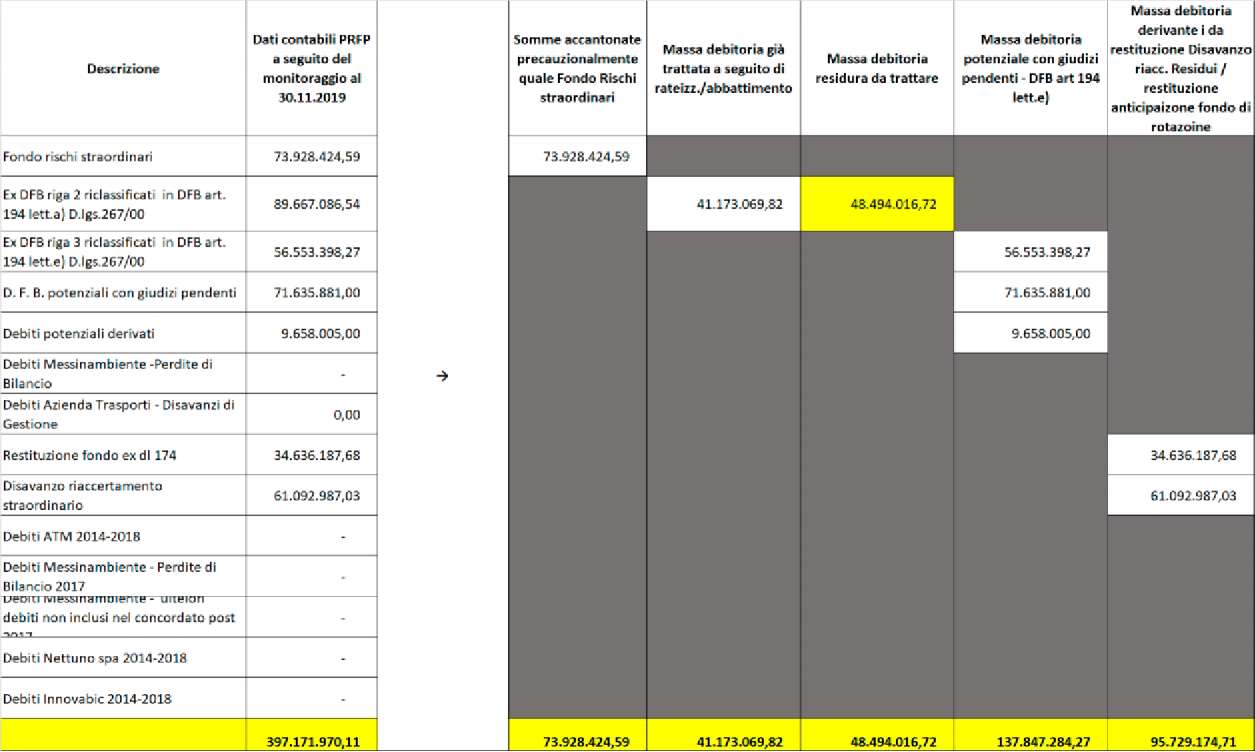 Descrizione
Dati contabili PRFP
a seguito del
monitoraggio al
30.11.2019
Somme accantonate
precauzionalmente
quale Fondo Rischi
straordinari
Massa debitoria già
trattata a seguito di
rateizz./abbattimento
Massa debitoria
residura da trattare
Massa debitoria
potenziale con giudizi
pendenti - DFB art 194
lett.e)
Massa debitoria
derivante i da
restituzione Disavanzo
riacc. Residui /
restituzione
anticipaizone fondo di
rotazoine
Fondo rischi straordinari 73.928.424,59 73.928.424,59
Ex DFB riga 2 riclassificati in DFB art.
194 lett.a) D.lgs.267/00
89.667.086,54 41.173.069,82 48.494.016,72
Ex DFB riga 3 riclassificati in DFB art.
194 lett.e) D.lgs.267/00
56.553.398,27 56.553.398,27
D. F. B. potenziali con giudizi pendenti 71.635.881,00 71.635.881,00
Debiti potenziali derivati 9.658.005,00 9.658.005,00
Debiti Messinambiente -Perdite di
Bilancio
-
→
Debiti Azienda Trasporti - Disavanzi di
Gestione
0,00
Restituzione fondo ex dl 174 34.636.187,68 34.636.187,68
Disavanzo riaccertamento
straordinario
61.092.987,03 61.092.987,03
Debiti ATM 2014-2018 -
Debiti Messinambiente - Perdite di
Bilancio 2017
-
Debiti Messinambiente - ulteiori
debiti non inclusi nel concordato post
2017
-
Debiti Nettuno spa 2014-2018 -
Debiti Innovabic 2014-2018 -
397.171.970,11 73.928.424,59 41.173.069,82 48.494.016,72 137.847.284,27 95.729.174,71